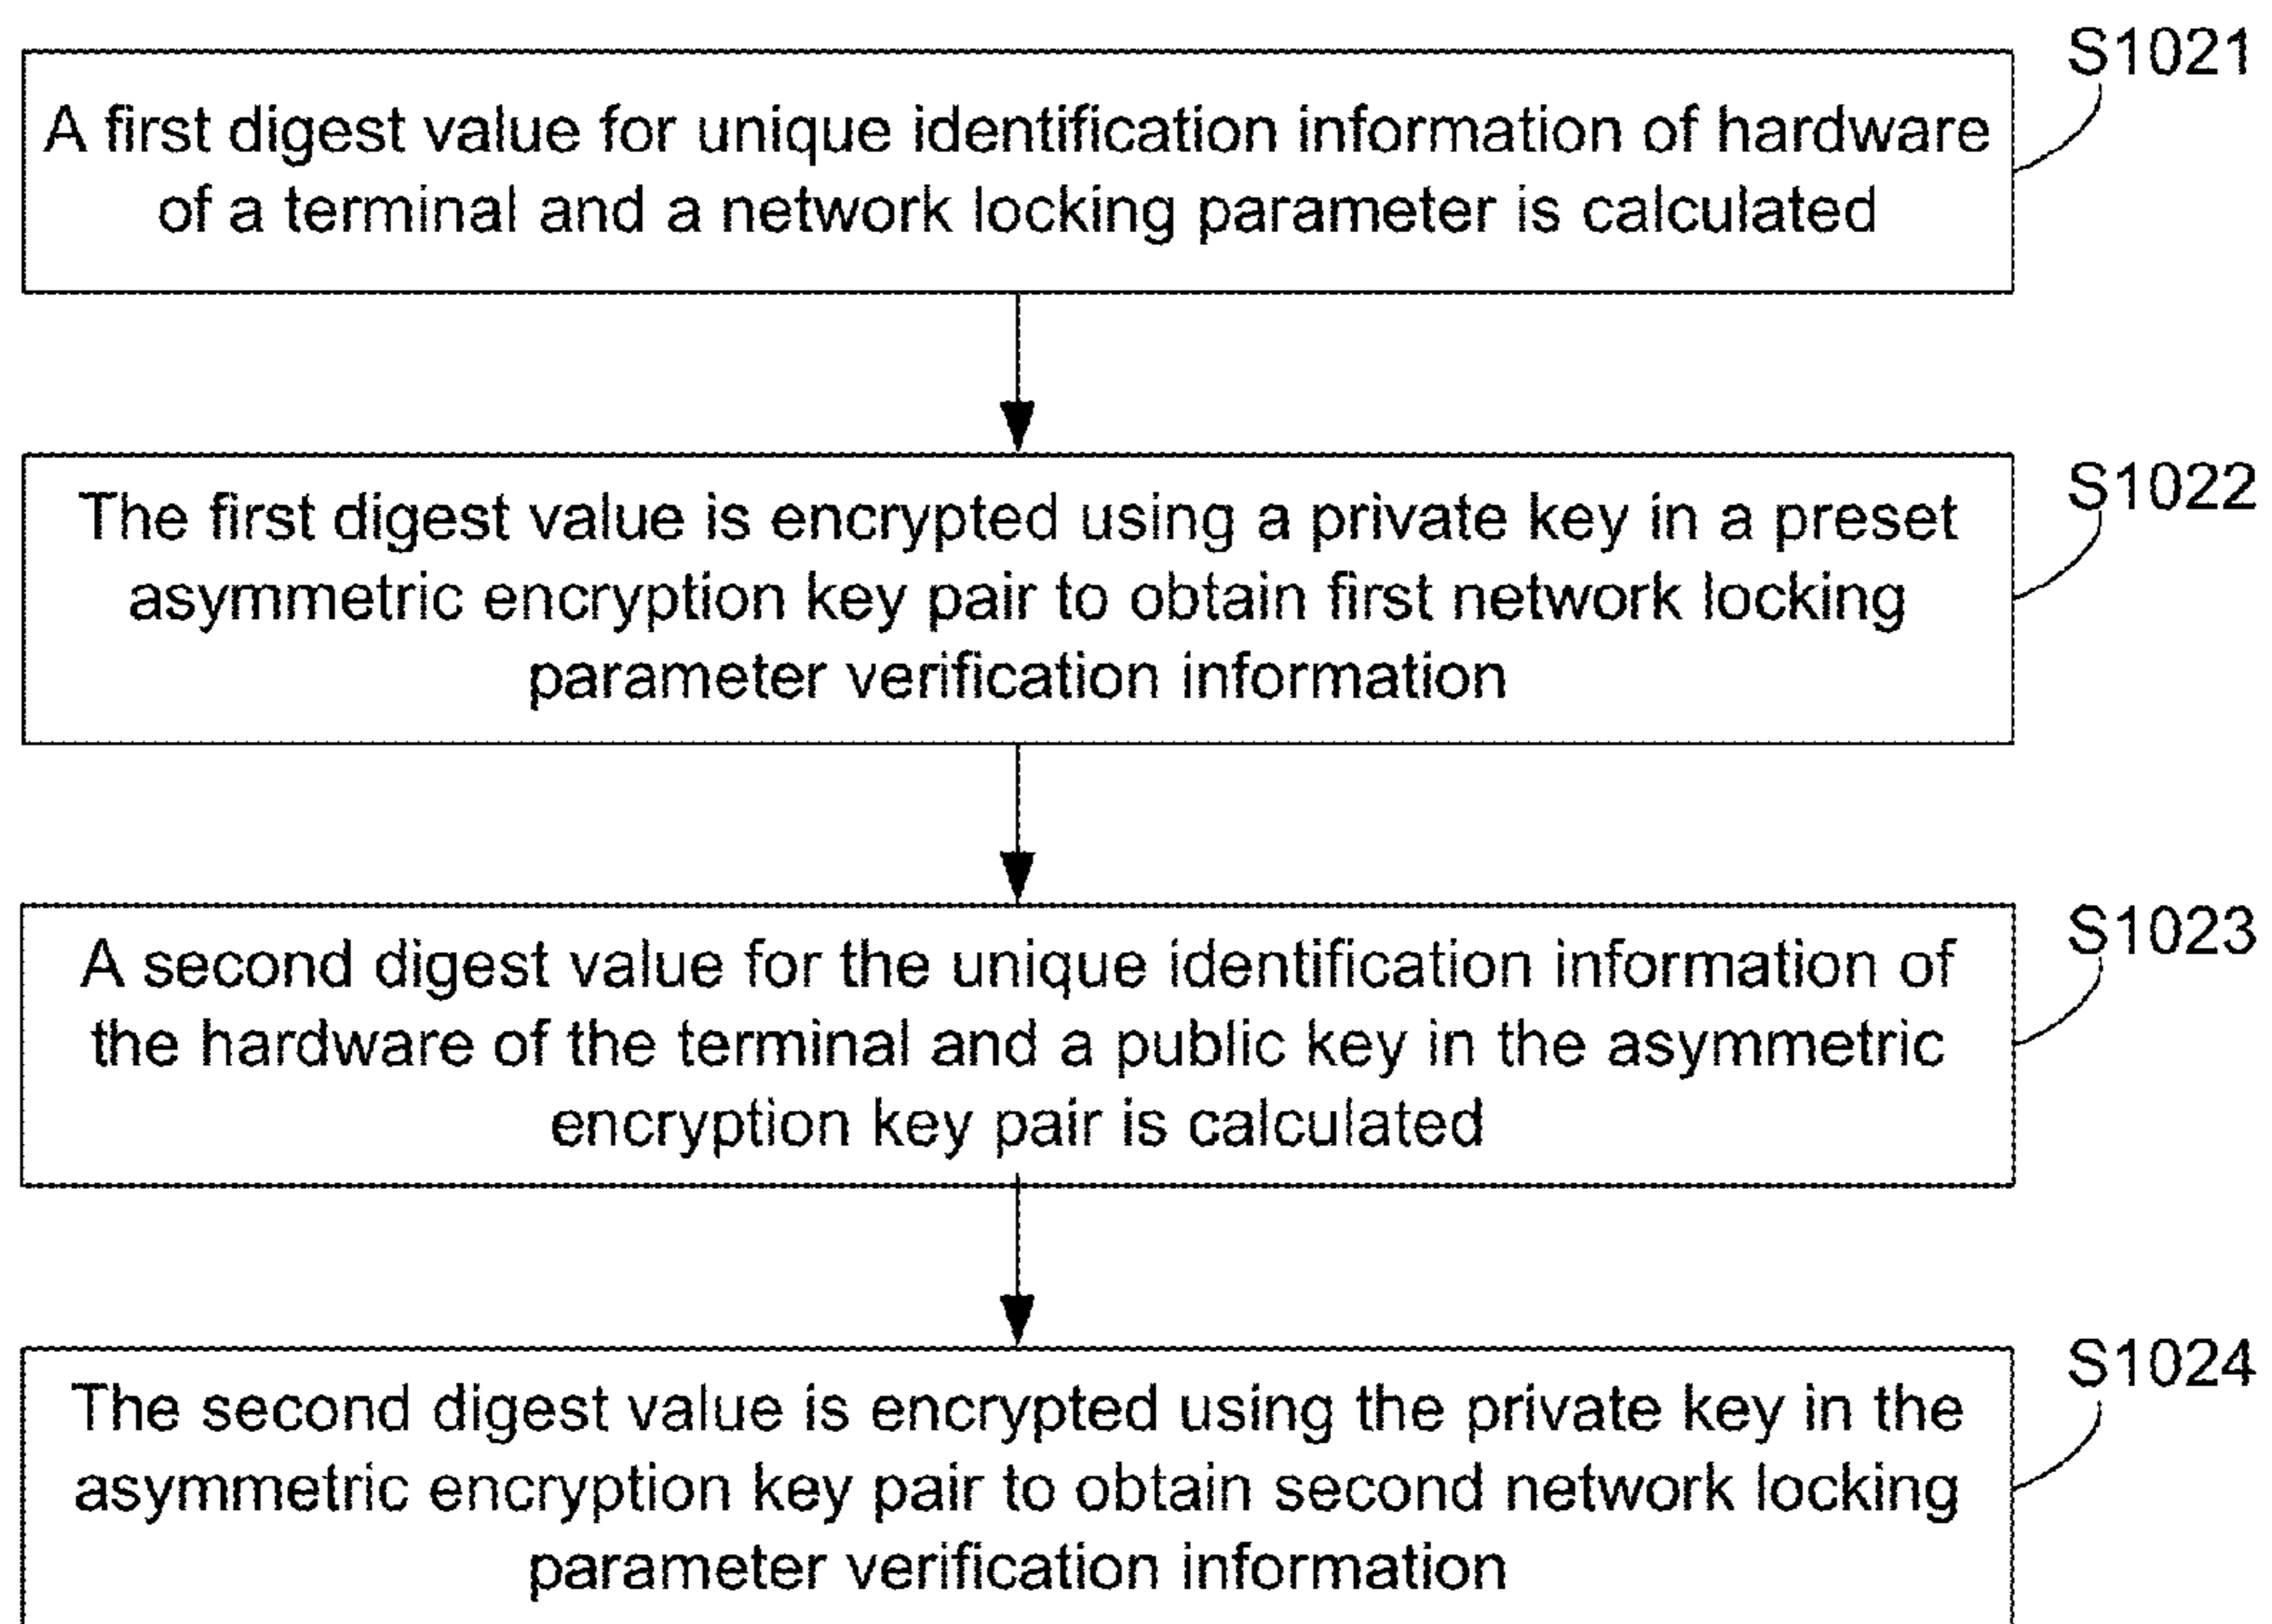 S1021
A first digest value for unique identification information of hardware
of a terminal and a network locking parameter is calculated
S1022
The first digest value is encrypted using a private key in a preset
asymmetric encryption key pair to obtain first network locking
parameter verification information
S1023
A second digest value for the unique identification information of
the hardware of the terminal and a public key in the asymmetric
encryption key pair is calculated
S1024
The second digest value is encrypted using the private key in the
asymmetric encryption key pair to obtain second network locking
parameter verification information